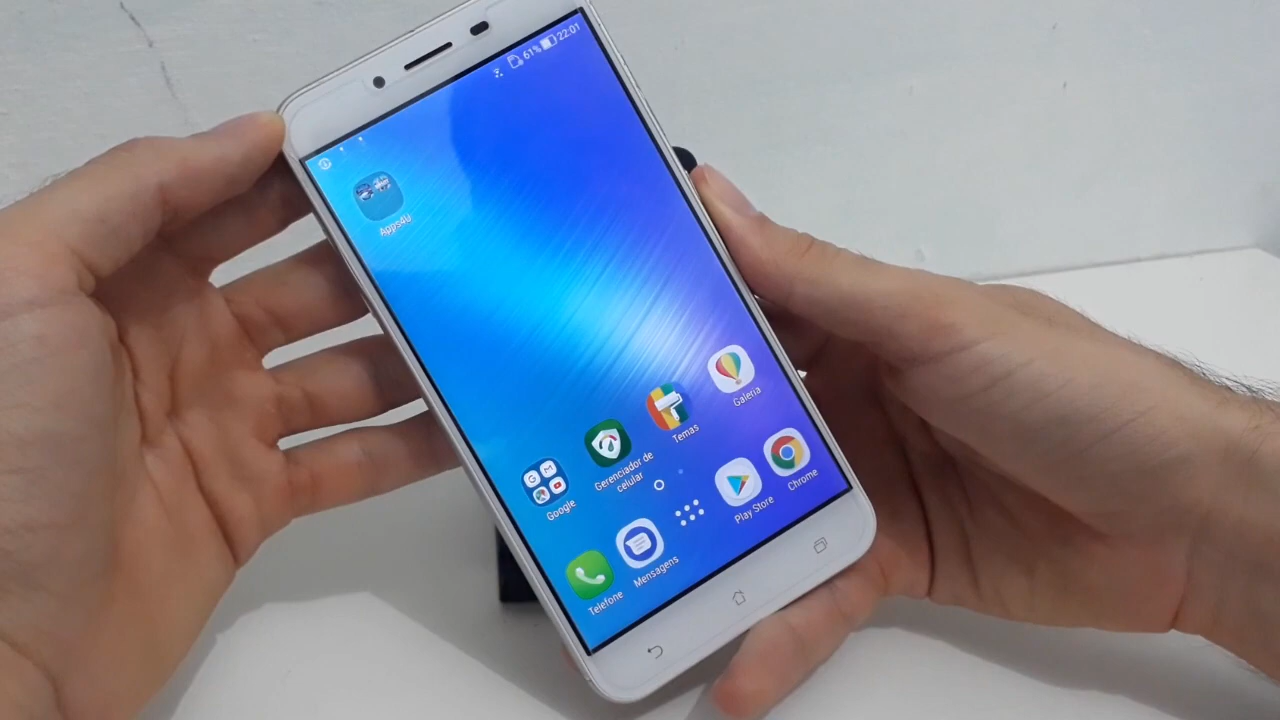 61% 22:01
Apps4U
Galeria
Temas
Gerenciador de
celular
Google
Chrome
Play Store
Mensagens
Telefone